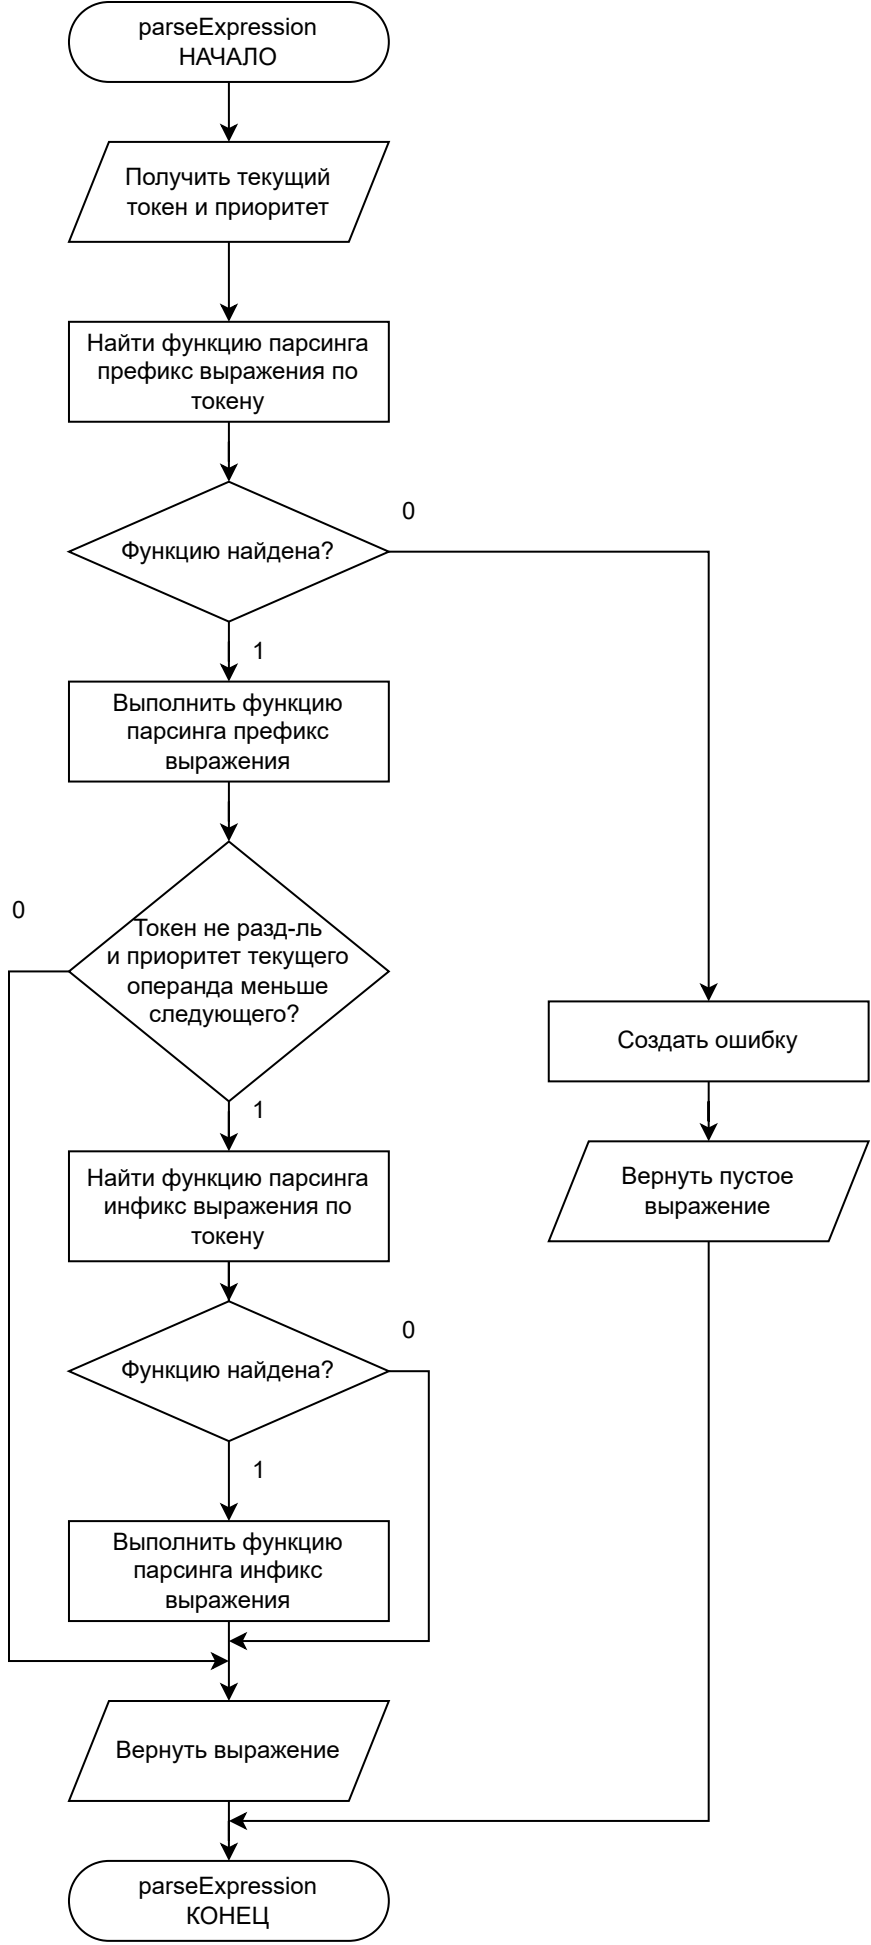 parseExpression
НАЧАЛО
Получить текущий
токен и приоритет
Найти функцию парсинга
префикс выражения по
токену
0
Функцию найдена?
1
Выполнить функцию
парсинга префикс
выражения
0
Токен не разд-ль
и приоритет текущего
операнда меньше
следующего?
Создать ошибку
1
Найти функцию парсинга
инфикс выражения по
токену
Вернуть пустое
выражение
0
Функцию найдена?
1
Выполнить функцию
парсинга инфикс
выражения
Вернуть выражение
parseExpression
КОНЕЦ